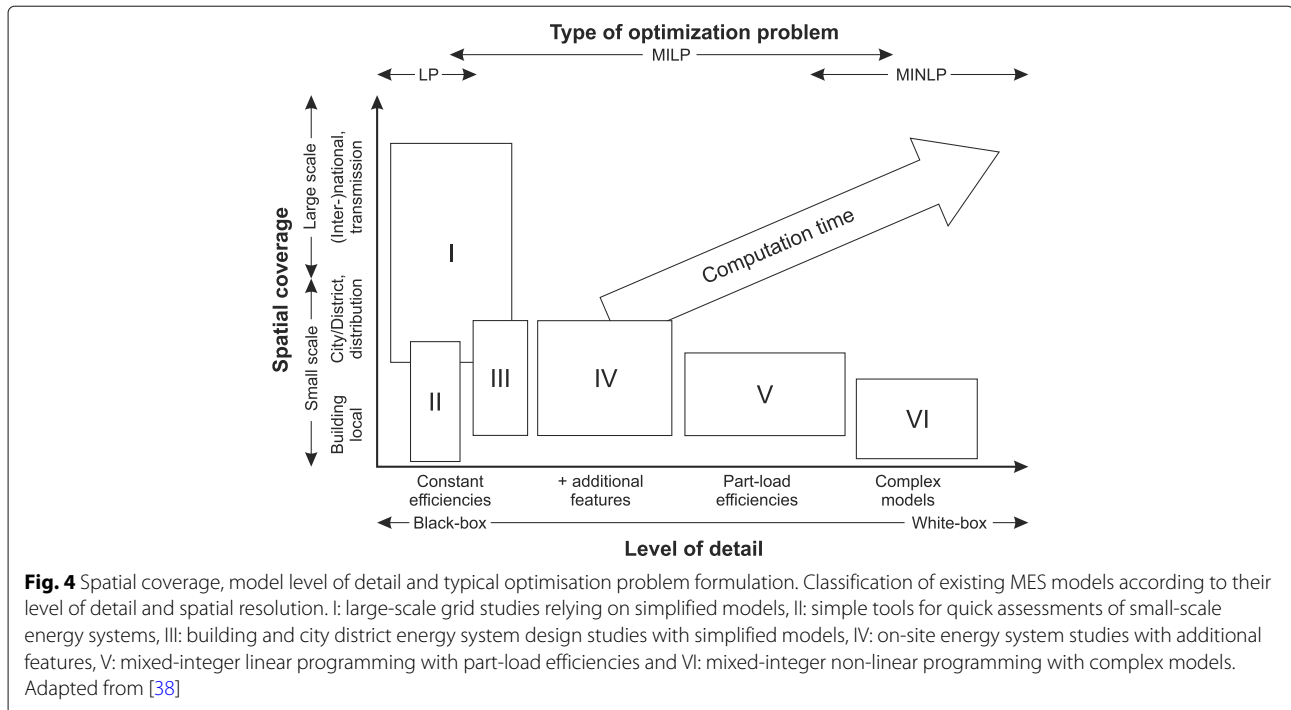 Type of optimization problem
MILP
LP
MINLP
Spatial coverage
Large scale
Small scale
(Inter-)national,
transmission
City/District,
distribution
Building
local
I
II
III
IV
V
VI
Computation time
Constant
efficiencies
+ additional
features
Part-load
efficiencies
Complex
models
Black-box
White-box
Level of detail
Fig. 4 Spatial coverage, model level of detail and typical optimisation problem formulation. Classification of existing MES models according to their
level of detail and spatial resolution. I: large-scale grid studies relying on simplified models, II: simple tools for quick assessments of small-scale
energy systems, III: building and city district energy system design studies with simplified models, IV: on-site energy system studies with additional
features, V: mixed-integer linear programming with part-load efficiencies and VI: mixed-integer non-linear programming with complex models.
Adapted from [38]